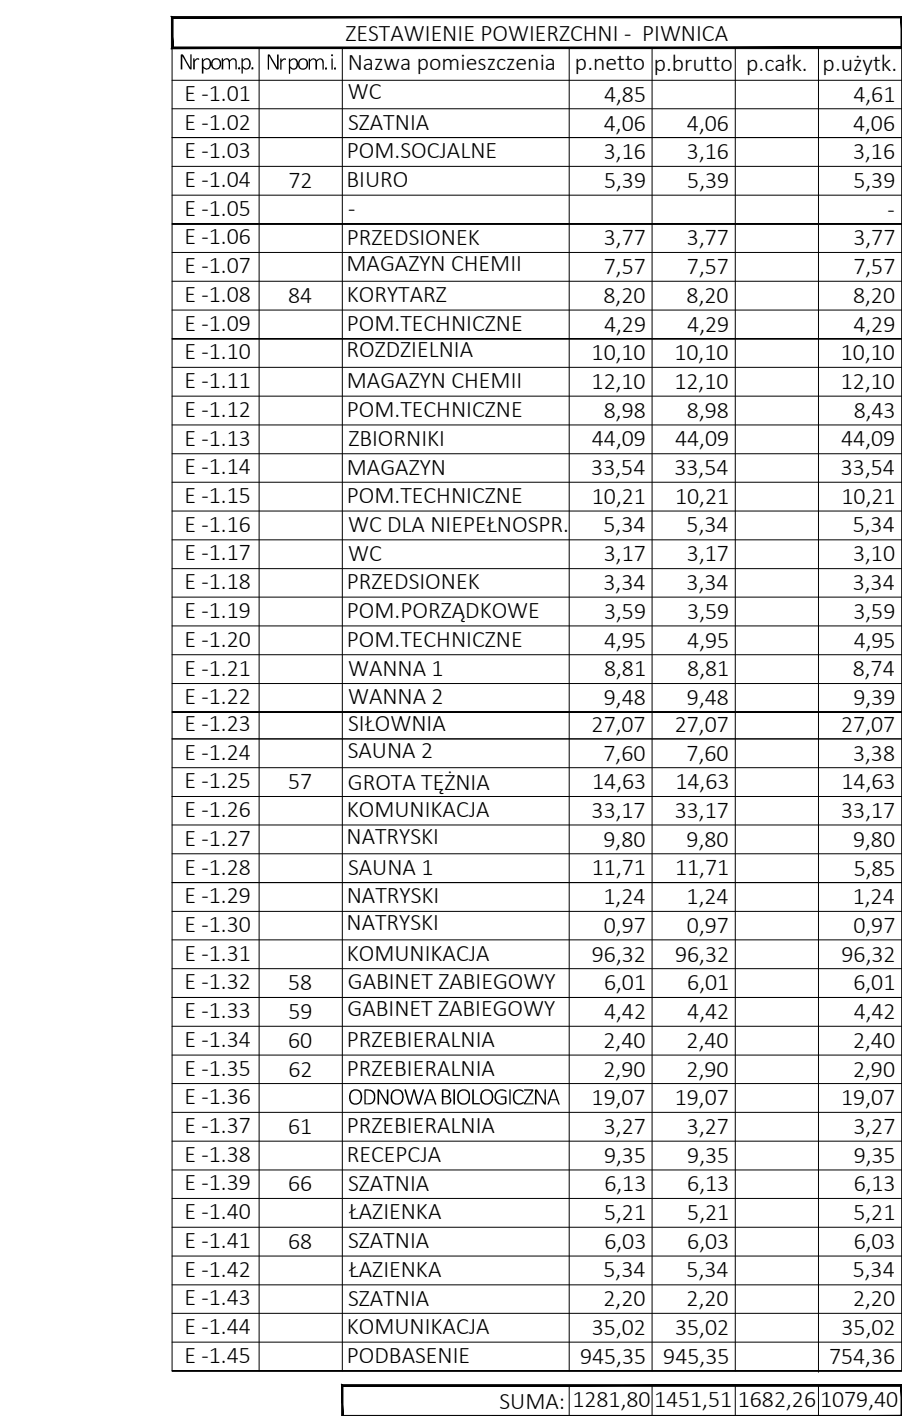 ZESTAWIENIE POWIERZCHNI - PIWNICA
Nr pom.p. Nr pom.i. Nazwa pomieszczenia p.netto p.brutto p.całk. p.użytk.
E -1.01 WC 4,85 4,61
E -1.02 SZATNIA 4,06 4,06 4,06
E -1.03 POM.SOCJALNE 3,16 3,16 3,16
E -1.04 72 BIURO 5,39 5,39 5,39
E -1.05 - -
E -1.06 PRZEDSIONEK 3,77 3,77 3,77
E -1.07 MAGAZYN CHEMII 7,57 7,57 7,57
E -1.08 84 KORYTARZ 8,20 8,20 8,20
E -1.09 POM.TECHNICZNE 4,29 4,29 4,29
E -1.10 ROZDZIELNIA 10,10 10,10 10,10
E -1.11 MAGAZYN CHEMII 12,10 12,10 12,10
E -1.12 POM.TECHNICZNE 8,98 8,98 8,43
E -1.13 ZBIORNIKI 44,09 44,09 44,09
E -1.14 MAGAZYN 33,54 33,54 33,54
E -1.15 POM.TECHNICZNE 10,21 10,21 10,21
E -1.16 WC DLA NIEPEŁNOSPR. 5,34 5,34 5,34
E -1.17 WC 3,17 3,17 3,10
E -1.18 PRZEDSIONEK 3,34 3,34 3,34
E -1.19 POM.PORZĄDKOWE 3,59 3,59 3,59
E -1.20 POM.TECHNICZNE 4,95 4,95 4,95
E -1.21 WANNA 1 8,81 8,81 8,74
E -1.22 WANNA 2 9,48 9,48 9,39
E -1.23 SIŁOWNIA 27,07 27,07 27,07
E -1.24 SAUNA 2 7,60 7,60 3,38
E -1.25 57 GROTA TĘŻNIA 14,63 14,63 14,63
E -1.26 KOMUNIKACJA 33,17 33,17 33,17
E -1.27 NATRYSKI 9,80 9,80 9,80
E -1.28 SAUNA 1 11,71 11,71 5,85
E -1.29 NATRYSKI 1,24 1,24 1,24
E -1.30 NATRYSKI 0,97 0,97 0,97
E -1.31 KOMUNIKACJA 96,32 96,32 96,32
E -1.32 58 GABINET ZABIEGOWY 6,01 6,01 6,01
E -1.33 59 GABINET ZABIEGOWY 4,42 4,42 4,42
E -1.34 60 PRZEBIERALNIA 2,40 2,40 2,40
E -1.35 62 PRZEBIERALNIA 2,90 2,90 2,90
E -1.36 ODNOWA BIOLOGICZNA 19,07 19,07 19,07
E -1.37 61 PRZEBIERALNIA 3,27 3,27 3,27
E -1.38 RECEPCJA 9,35 9,35 9,35
E -1.39 66 SZATNIA 6,13 6,13 6,13
E -1.40 ŁAZIENKA 5,21 5,21 5,21
E -1.41 68 SZATNIA 6,03 6,03 6,03
E -1.42 ŁAZIENKA 5,34 5,34 5,34
E -1.43 SZATNIA 2,20 2,20 2,20
E -1.44 KOMUNIKACJA 35,02 35,02 35,02
E -1.45 PODBASENIE 945,35 945,35 754,36
SUMA: 1281,80 1451,51 1682,26 1079,40